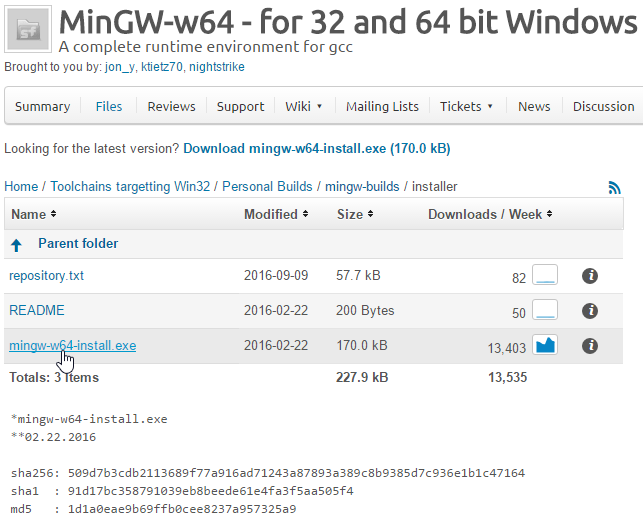 MinGW-w64 - for 32 and 64 bit Windows
A complete runtime environment for gcc
Brought to you by: jon_y, ktietz70, nightstrike
Summary Files Reviews Support Wiki Mailing Lists Tickets News Discussion
Looking for the latest version? Download mingw-w64-install.exe (170.0 kB)
Home / Toolchains targetting Win32 / Personal Builds / mingw-builds / installer
Name Modified Size Downloads / Week
Parent folder
repository.txt 2016-09-09 57.7 kB 82
README 2016-02-22 200 Bytes 50
mingw-w64-install.exe 2016-02-22 170.0 kB 13,403
Totals: 3 Items 227.9 kB 13,535
*mingw-w64-install.exe
**02.22.2016
sha256: 509d7b3cdb2113689f77a916ad71243a87893a389c8b9385d7c936e1b1c47164
sha1 : 91d17bc358791039eb8beede61e4fa3f5aa505f4
md5 : 1d1a0eae9b69ffb0cee8237a957325a9